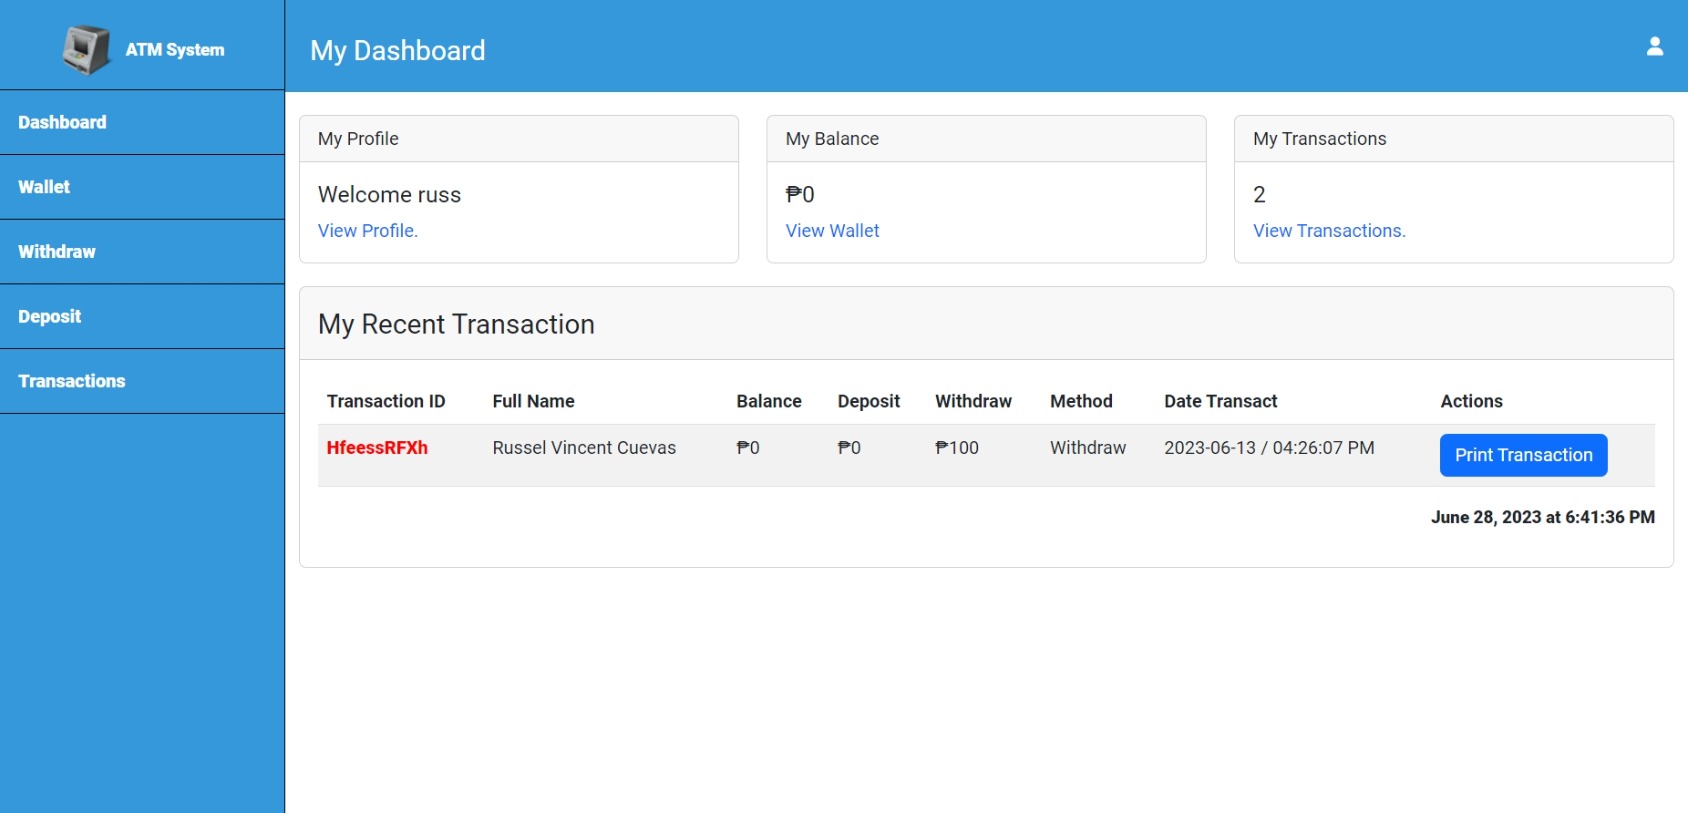 ATM System
My Dashboard
Dashboard
Wallet
Withdraw
Deposit
Transactions
My Profile
Welcome russ
View Profile.
My Balance
₱0
View Wallet
My Transactions
2
View Transactions.
My Recent Transaction
Transaction ID Full Name Balance Deposit Withdraw Method Date Transact Actions
HfeessRFXh Russel Vincent Cuevas ₱0 ₱0 ₱100 Withdraw 2023-06-13 / 04:26:07 PM Print Transaction
June 28, 2023 at 6:41:36 PM